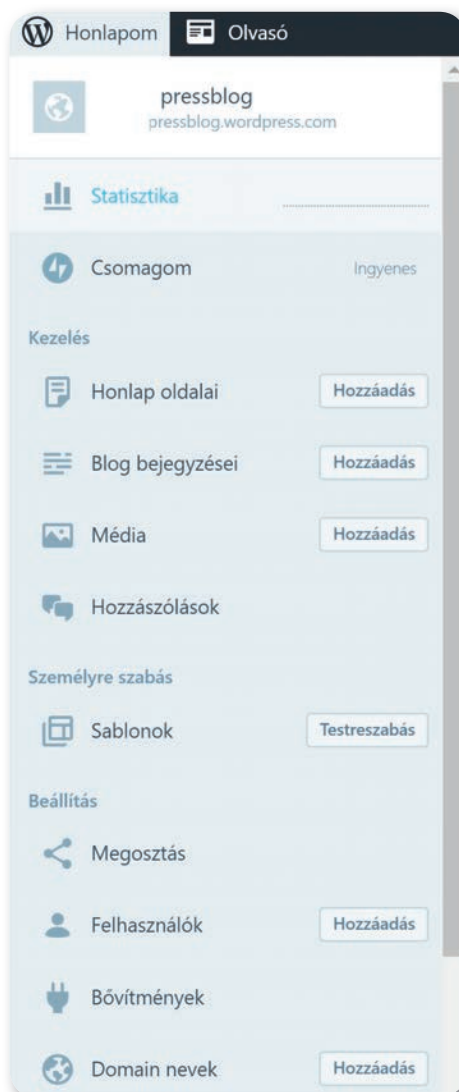 Honlapom Olvasó
pressblog
pressblog.wordpress.com
Statisztika
Csomagom Ingyenes
Kezelés
Honlap oldalai Hozzáadás
Blog bejegyzései Hozzáadás
Média Hozzáadás
Hozzászólások
Személyre szabás
Sablonok Testreszabás
Beállítás
Megosztás
Felhasználók Hozzáadás
Bővítmények
Domain nevek Hozzáadás